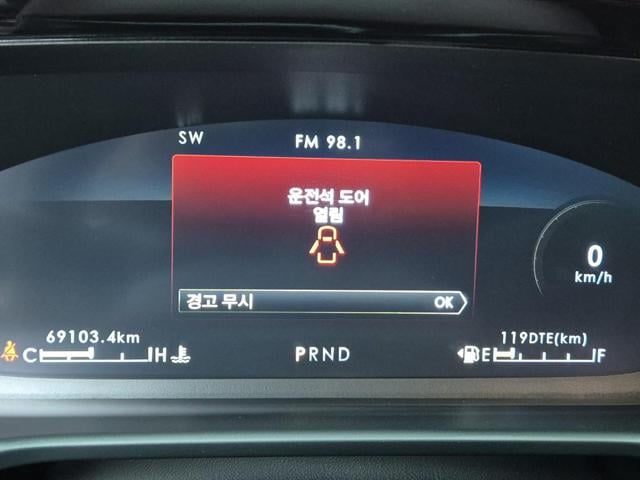 SW
FM 98.1
운전석 도어
열림
경고 무시 OK
0
km/h
69103.4km
119DTE(km)
C H
PRND
E F